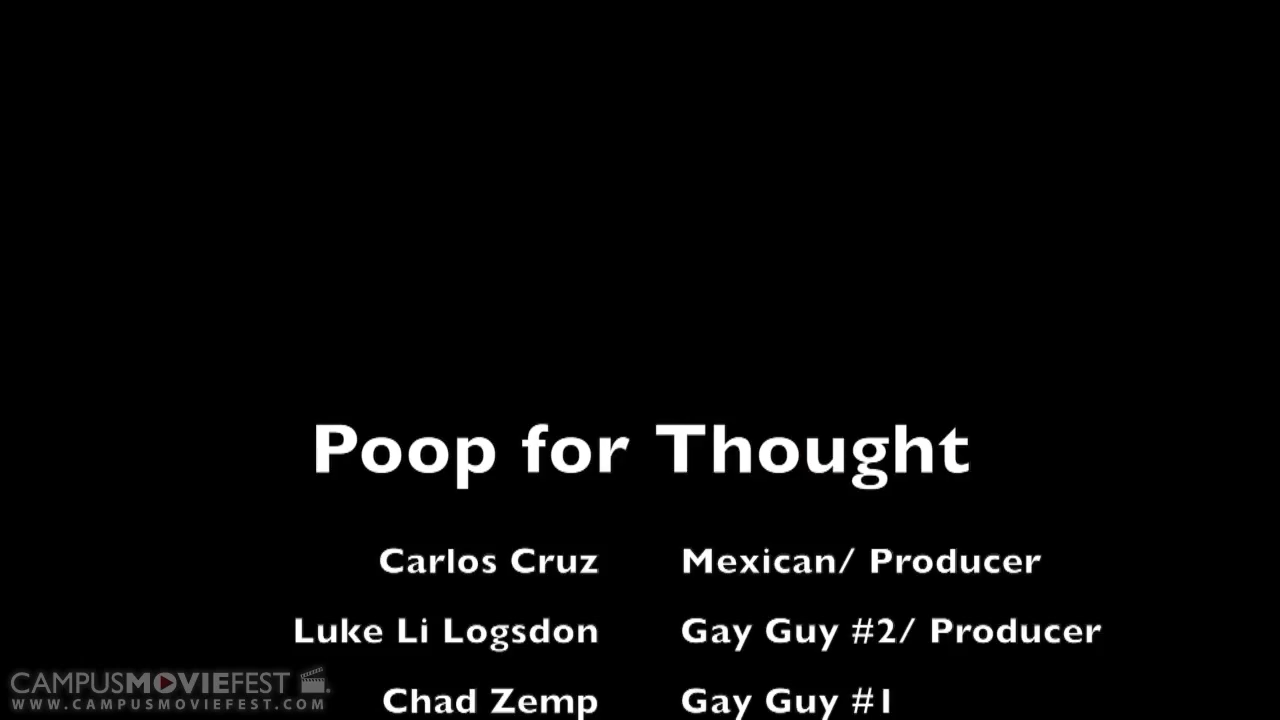 Poop for Thought
Carlos Cruz Mexican/ Producer
Luke Li Logsdon Gay Guy #2/ Producer
Chad Zemp Gay Guy #1
CAMPUSMOVIEFEST
WWW.CAMPUSMOVIEFEST.COM